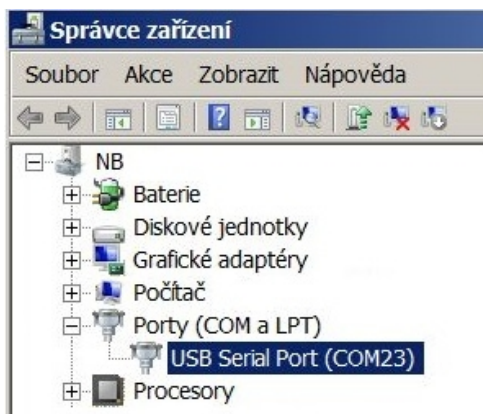 Správce zařízení
Soubor Akce Zobrazit Nápověda
NB
Baterie
Diskové jednotky
Grafické adaptéry
Počítač
Porty (COM a LPT)
USB Serial Port (COM23)
Procesory